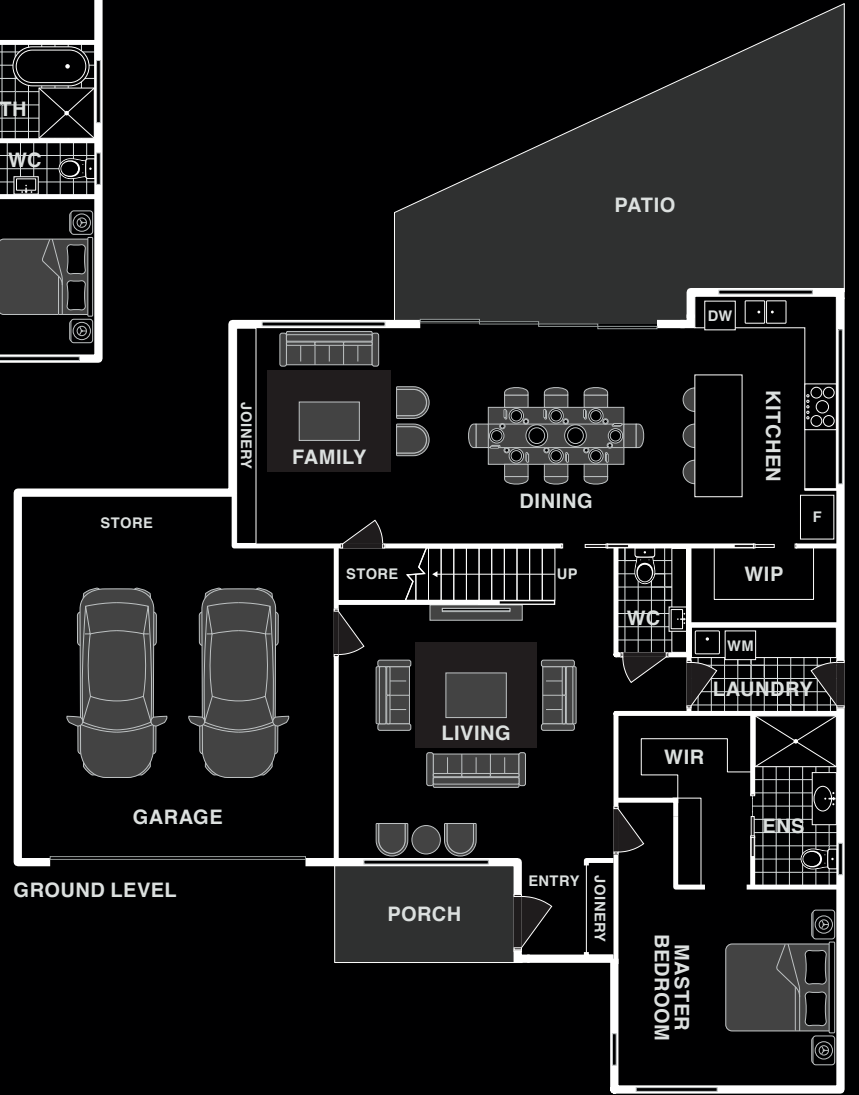 TH
WC
PATIO
DW
JOINERY
FAMILY
DINING
KITCHEN
F
STORE
STORE
UP
WC
WIP
WM
LAUNDRY
LIVING
WIR
ENS
GARAGE
GROUND LEVEL
PORCH
ENTRY
JOINERY
MASTER
BEDROOM